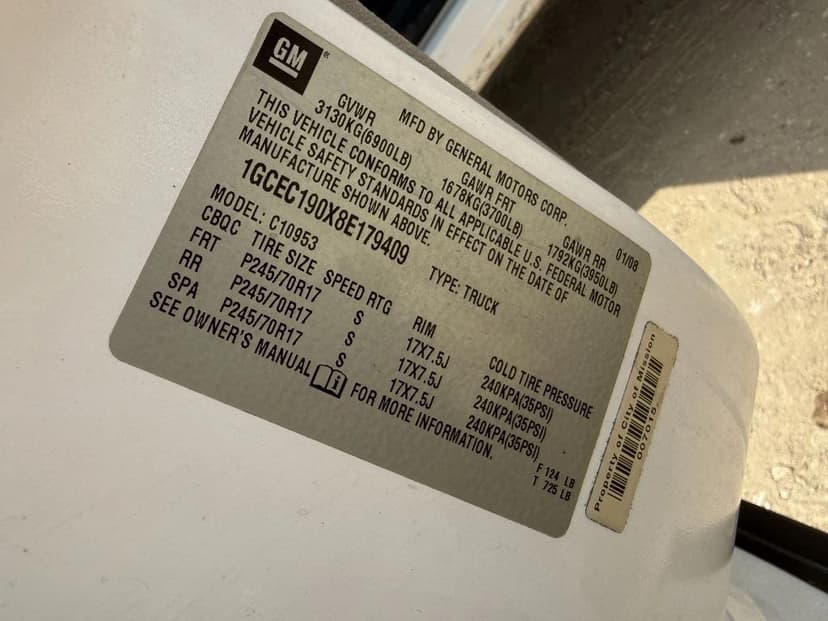 GM
MFD BY GENERAL MOTORS CORP. 01/08
GVWR GAWR FRT GAWR RR
3130KG(6900LB) 1678KG(3700LB) 1792KG(3950LB)
THIS VEHICLE CONFORMS TO ALL APPLICABLE U.S. FEDERAL MOTOR
VEHICLE SAFETY STANDARDS IN EFFECT ON THE DATE OF
MANUFACTURE SHOWN ABOVE.
1GCEC190X8E179409 TYPE: TRUCK
MODEL: C10953
CBQC TIRE SIZE SPEED RTG RIM COLD TIRE PRESSURE
FRT P245/70R17 S 17X7.5J 240KPA(35PSI)
RR P245/70R17 S 17X7.5J 240KPA(35PSI)
SPA P245/70R17 S 17X7.5J 240KPA(35PSI)
SEE OWNER'S MANUAL FOR MORE INFORMATION.
F 124 LB
T 725 LB
Property of City of Mission
007015